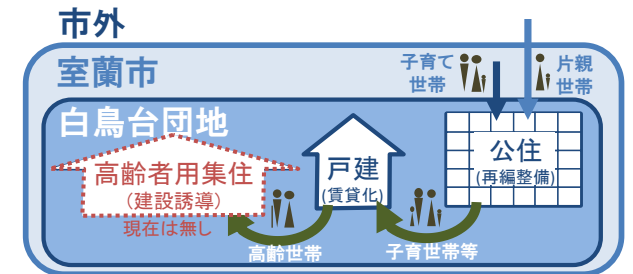 市外
室蘭市
子育て
世帯
片親
世帯
白鳥台団地
高齢者用集住
（建設誘導）
現在は無し
戸建
(賃貸化)
公住
(再編整備)
高齢世帯
子育世帯等